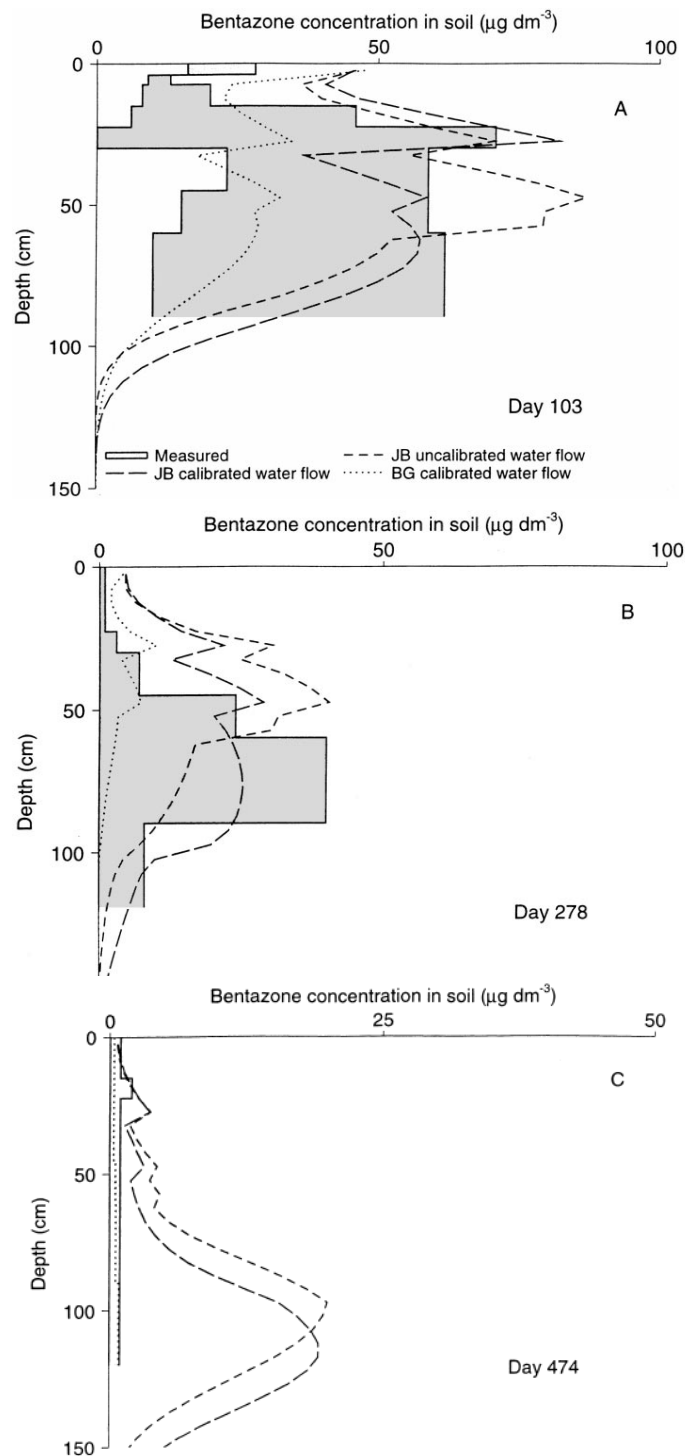 Bentazone concentration in soil (μg dm⁻³)
0 50 100
0
A
50
Depth (cm)
100
Day 103
Measured JB uncalibrated water flow
JB calibrated water flow BG calibrated water flow
150
Bentazone concentration in soil (μg dm⁻³)
0 50 100
0
B
50
Depth (cm)
100
Day 278
Bentazone concentration in soil (μg dm⁻³)
0 25 50
0
C
50
Depth (cm)
100
Day 474
150